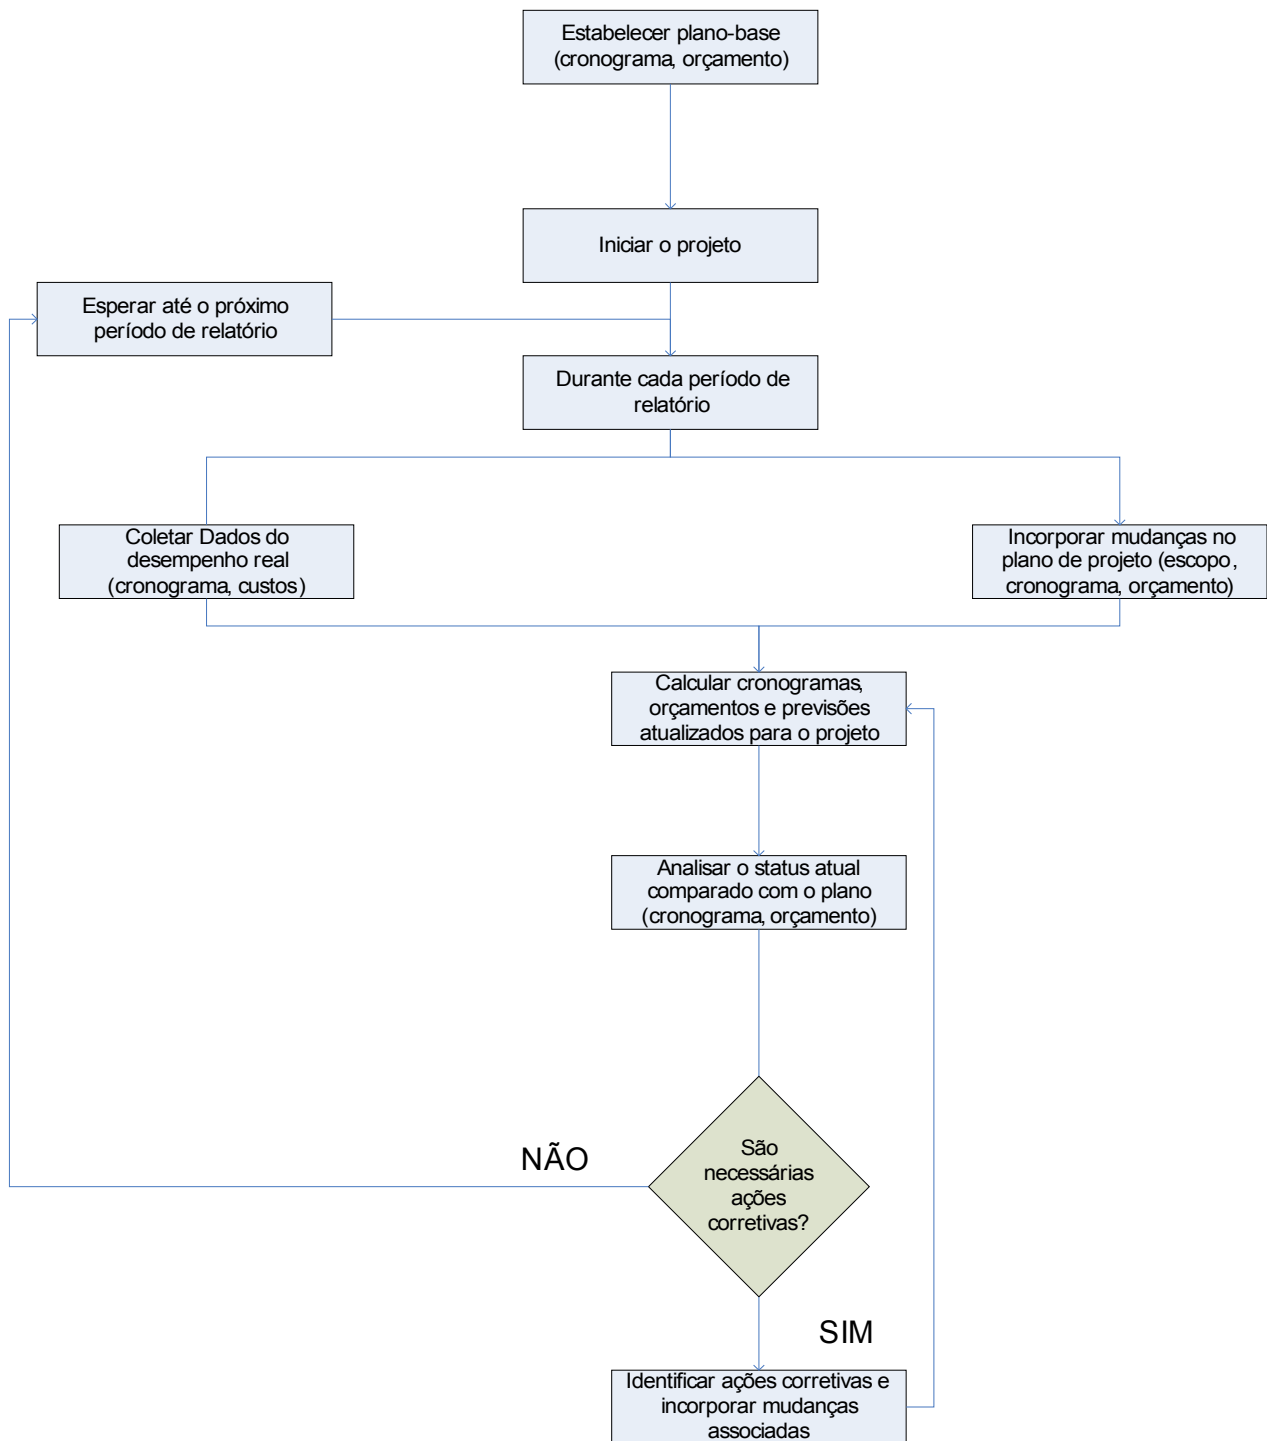 Estabelecer plano-base
(cronograma, orçamento)
Iniciar o projeto
Esperar até o próximo
período de relatório
Durante cada período de
relatório
Coletar Dados do
desempenho real
(cronograma, custos)
Incorporar mudanças no
plano de projeto (escopo,
cronograma, orçamento)
Calcular cronogramas,
orçamentos e previsões
atualizados para o projeto
Analisar o status atual
comparado com o plano
(cronograma, orçamento)
São
necessárias
ações
corretivas?
NÃO
SIM
Identificar ações corretivas e
incorporar mudanças
associadas